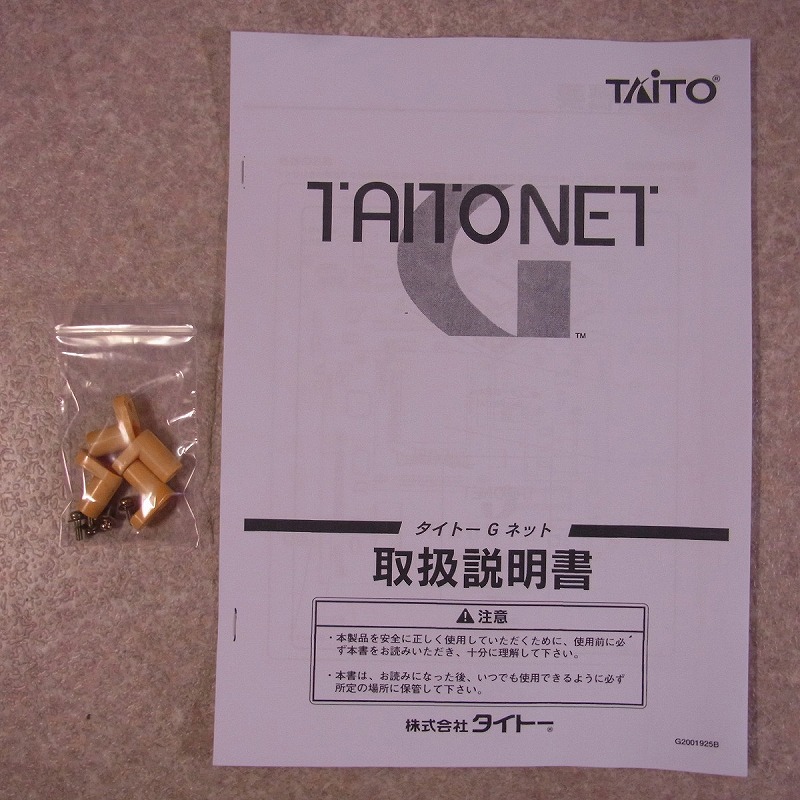 TAITO®
TAITO NET
G
TM
タイトー G ネット
取扱説明書
注意
・本製品を安全に正しく使用していただくために、使用前に必
ず本書をお読みいただき、十分に理解して下さい。
・本書は、お読みになった後、いつでも使用できるように必ず
所定の場所に保管して下さい。
株式会社タイトー®
G2001925B